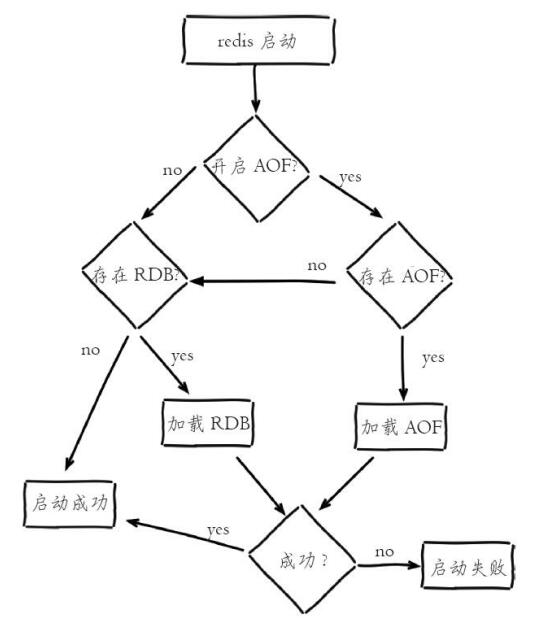 redis 启动
开启 AOF?
no
yes
存在 RDB?
no
存在 AOF?
no
yes
yes
加载 RDB
加载 AOF
启动成功
yes
成功？
no
启动失败